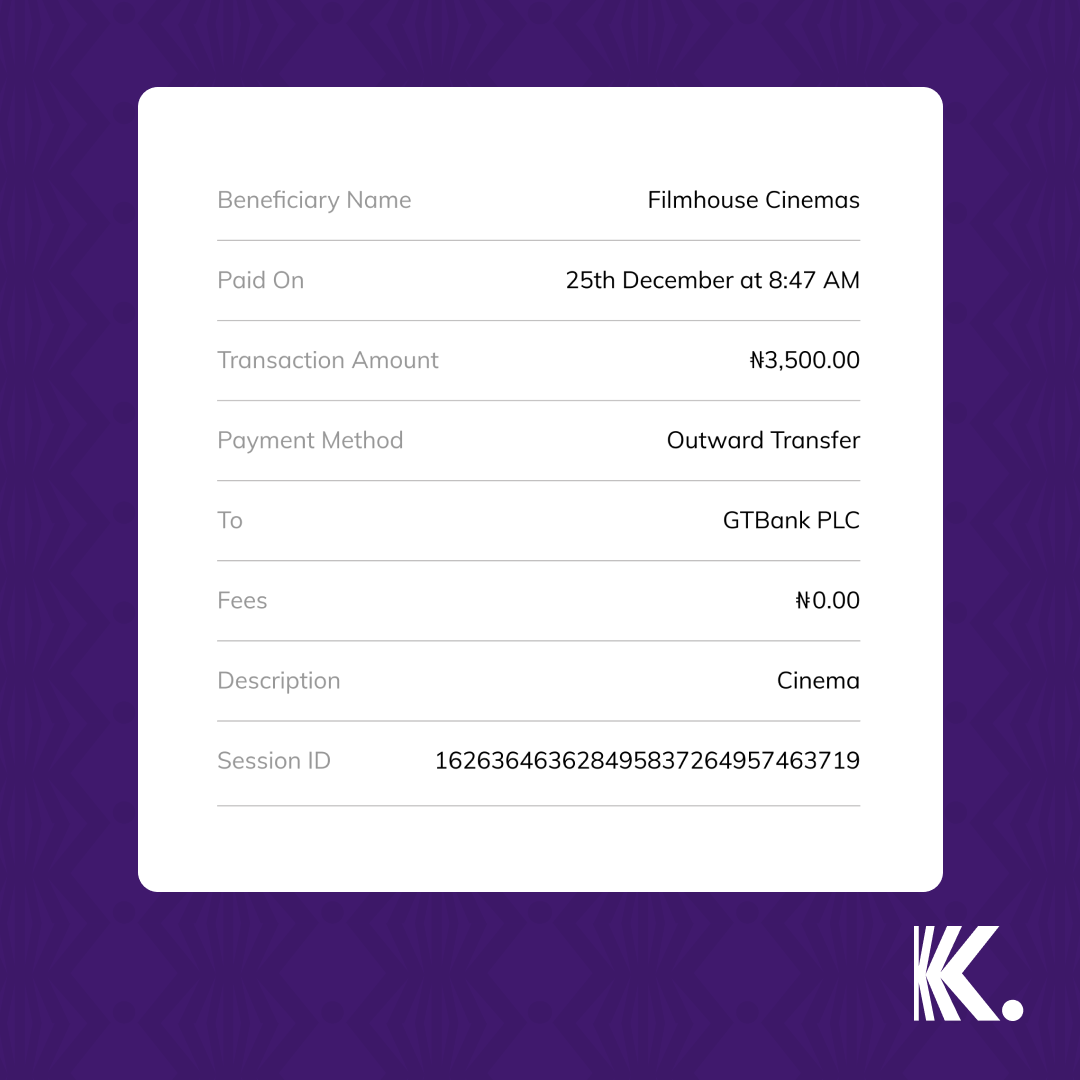 Beneficiary Name Filmhouse Cinemas
Paid On 25th December at 8:47 AM
Transaction Amount ₦3,500.00
Payment Method Outward Transfer
To GTBank PLC
Fees ₦0.00
Description Cinema
Session ID 162636463628495837264957463719
K.